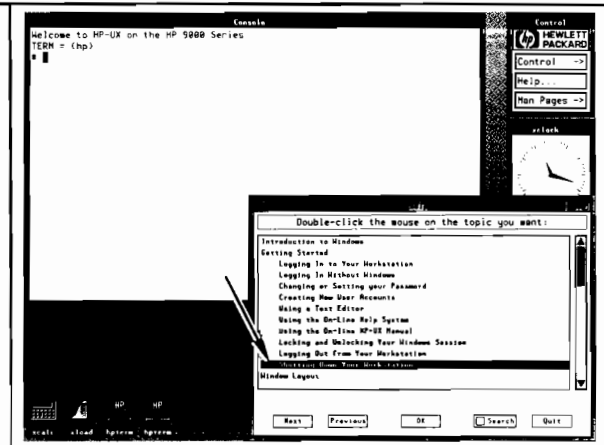 Console
Welcome to HP-UX on the HP 9000 Series
TERM = (hp)
#
Control
hp HEWLETT
PACKARD
Control ->
Help...
Man Pages ->
xclock
Double-click the mouse on the topic you want:
Introduction to Windows
Getting Started
Logging In to Your Workstation
Logging In Without Windows
Changing or Setting your Password
Creating New User Accounts
Using a Text Editor
Using the On-Line Help System
Using the On-line HP-UX Manual
Locking and Unlocking Your Windows Session
Logging Out From Your Workstation
Shutting Down Your Workstation
Window Layout
Next
Previous
OK
Search
Quit
HP
HP
xcalc
xload
hpterm
hpterm